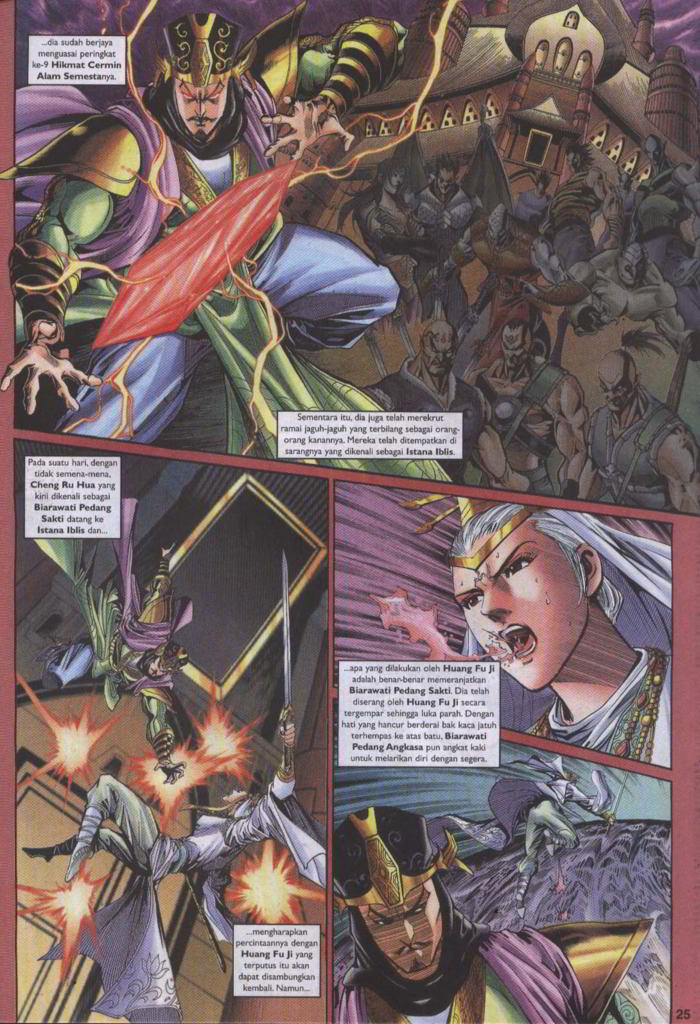 ...dia sudah berjaya
menguasai peringkat
ke-9 Hikmat Cermin
Alam Semestanya.
Sementara itu, dia juga telah merekrut
ramai jaguh-jaguh yang terbilang sebagai orang-
orang kanannya. Mereka telah ditempatkan di
sarangnya yang dikenali sebagai Istana Iblis.
Pada suatu hari, dengan
tidak semena-mena,
Cheng Ru Hua yang
kini dikenali sebagai
Biarawati Pedang
Sakti datang ke
Istana Iblis dan...
...mengharapkan
percintaannya dengan
Huang Fu Ji yang
terputus itu akan
dapat disambungkan
kembali. Namun...
...apa yang dilakukan oleh Huang Fu Ji
adalah benar-benar memeranjatkan
Biarawati Pedang Sakti. Dia telah
diserang oleh Huang Fu Ji secara
tergempar sehingga luka parah. Dengan
hati yang hancur berderai bak kaca jatuh
terhempas ke atas batu, Biarawati
Pedang Angkasa pun angkat kaki
untuk melarikan diri dengan segera.
25